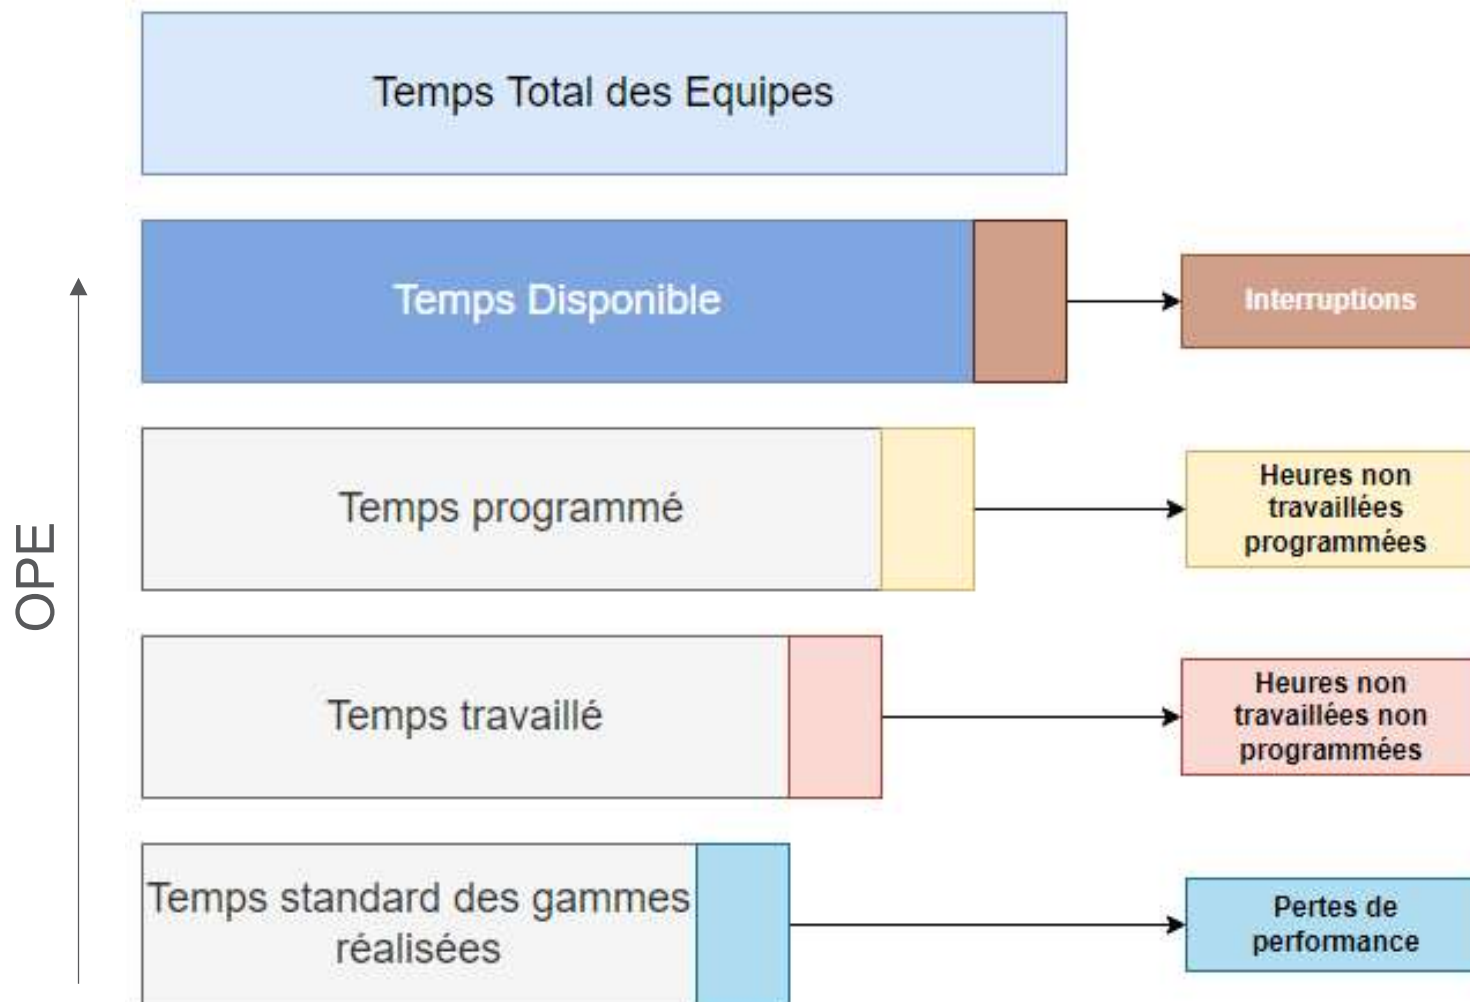 Temps Total des Equipes
Temps Disponible
Interruptions
Temps programmé
Heures non
travaillées
programmées
OPE
Temps travaillé
Heures non
travaillées non
programmées
Temps standard des gammes
réalisées
Pertes de
performance